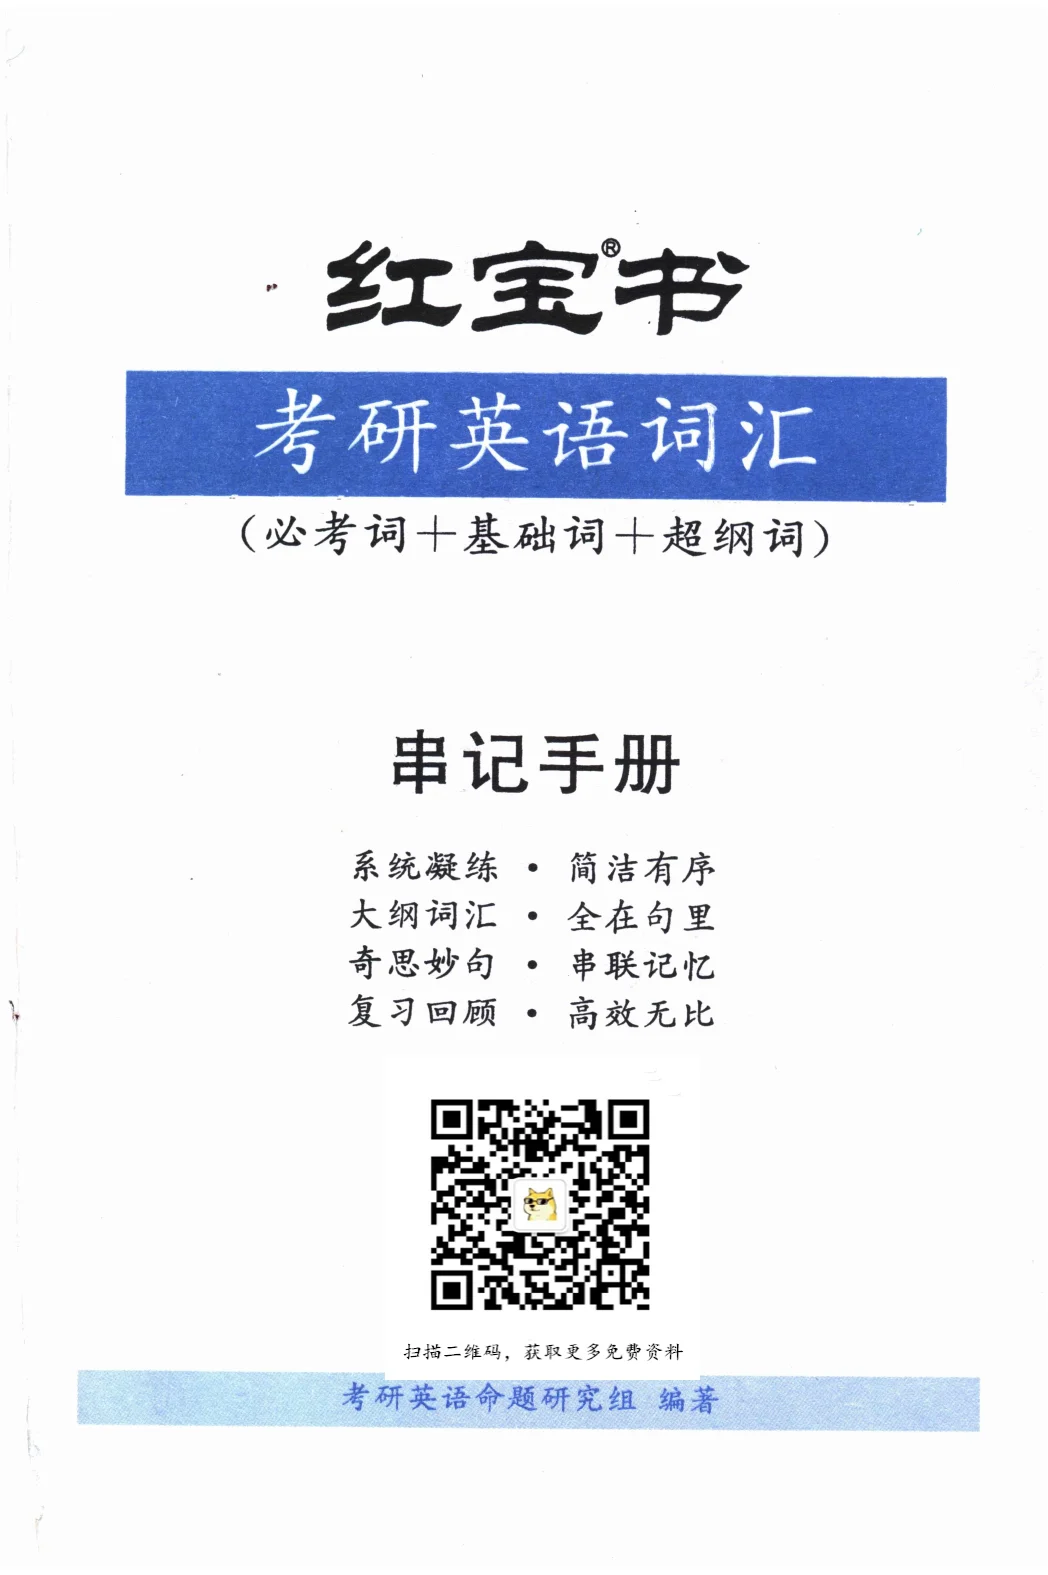 红宝®书
考研英语词汇
(必考词+基础词+超纲词)
串记手册
系统凝练·简洁有序
大纲词汇·全在句里
奇思妙句·串联记忆
复习回顾·高效无比
扫描二维码，获取更多免费资料
考研英语命题研究组 编著